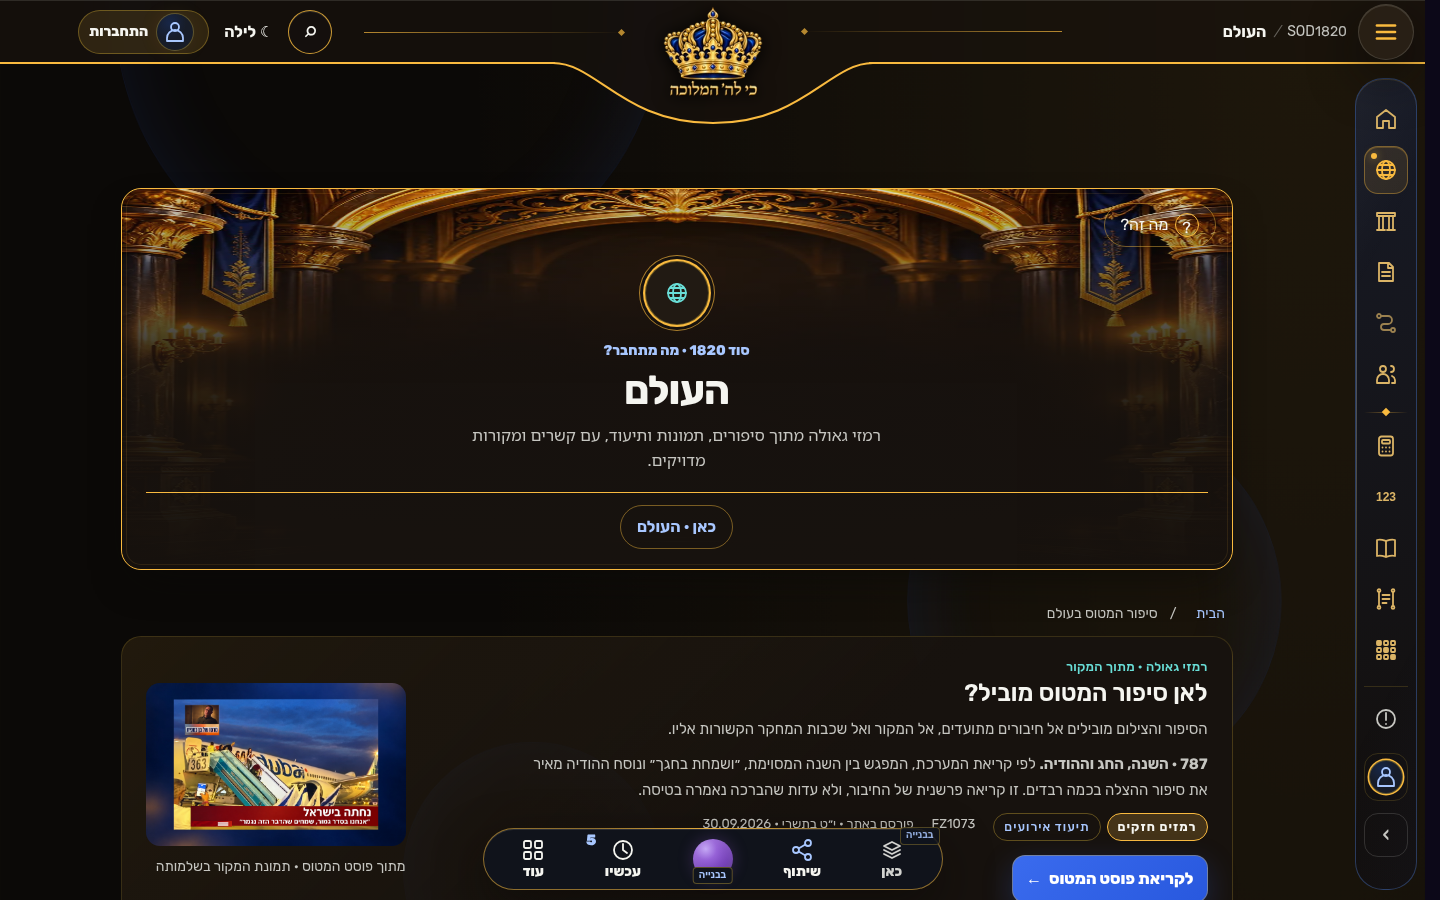 SOD1820 / העולם
כי לה' המלוכה
לילה
התחברות
? מה זה?
סוד 1820 • מה מתחבר?
העולם
רמזי גאולה מתוך סיפורים, תמונות ותיעוד, עם קשרים ומקורות
מדויקים.
כאן • העולם
123
הבית / סיפור המטוס בעולם
רמזי גאולה • מתוך המקור
לאן סיפור המטוס מוביל?
הסיפור והצילום מובילים אל חיבורים מתועדים, אל המקור ואל שכבות המחקר הקשורות אליו.
787 • השנה, החג וההודיה. לפי קריאת המערכת, המפגש בין השנה המסוימת, "ושמחת בחגך" ונוסח ההודיה מאיר
את סיפור ההצלה בכמה רבדים. זו קריאה פרשנית של החיבור, ולא עדות שהברכה נאמרה בטיסה.
רמזים חזקים
תיעוד אירועים
FZ1073
פורסם באתר • י״ט בתשרי • 30.09.2026
לקריאת פוסט המטוס ←
363
נחתה בישראל
מתוך פוסט המטוס • תמונת המקור בשלמותה
בבנייה
כאן
שיתוף
בבנייה
5
עכשיו
עוד